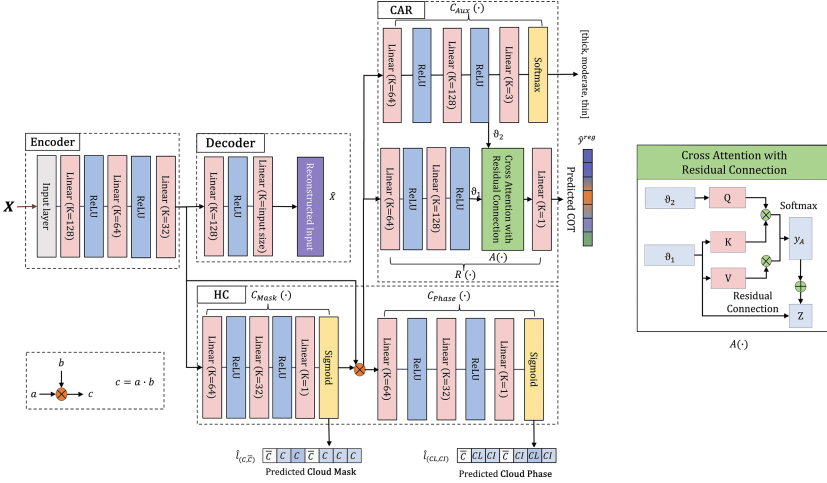 CAR
C_Aux (·)
Linear (K=64)
ReLU
Linear (K=128)
ReLU
Linear (K=3)
Softmax
[thick, moderate, thin]
ϑ₂
ŷ^reg
Encoder
X
Input layer
Linear (K=128)
ReLU
Linear (K=64)
ReLU
Linear (K=32)
Decoder
Linear (K=128)
ReLU
Linear (K=input size)
Reconstructed Input
X̂
Linear (K=64)
ReLU
Linear (K=128)
ReLU
ϑ₁
Cross Attention with
Residual Connection
Linear (K=1)
Predicted COT
A(·)
R (·)
Cross Attention with
Residual Connection
ϑ₂
Q
Softmax
ϑ₁
K
y_A
V
Residual
Connection
Z
A(·)
HC
C_Mask (·)
C_Phase (·)
Linear (K=64)
ReLU
Linear (K=32)
ReLU
Linear (K=1)
Sigmoid
Linear (K=64)
ReLU
Linear (K=32)
ReLU
Linear (K=1)
Sigmoid
b
a
c
c = a · b
l̂_(C,C̅) C̅ C C C̅ C C C
Predicted Cloud Mask
l̂_(CL,CI) C̅ CL CI C̅ CI CL CI
Predicted Cloud Phase